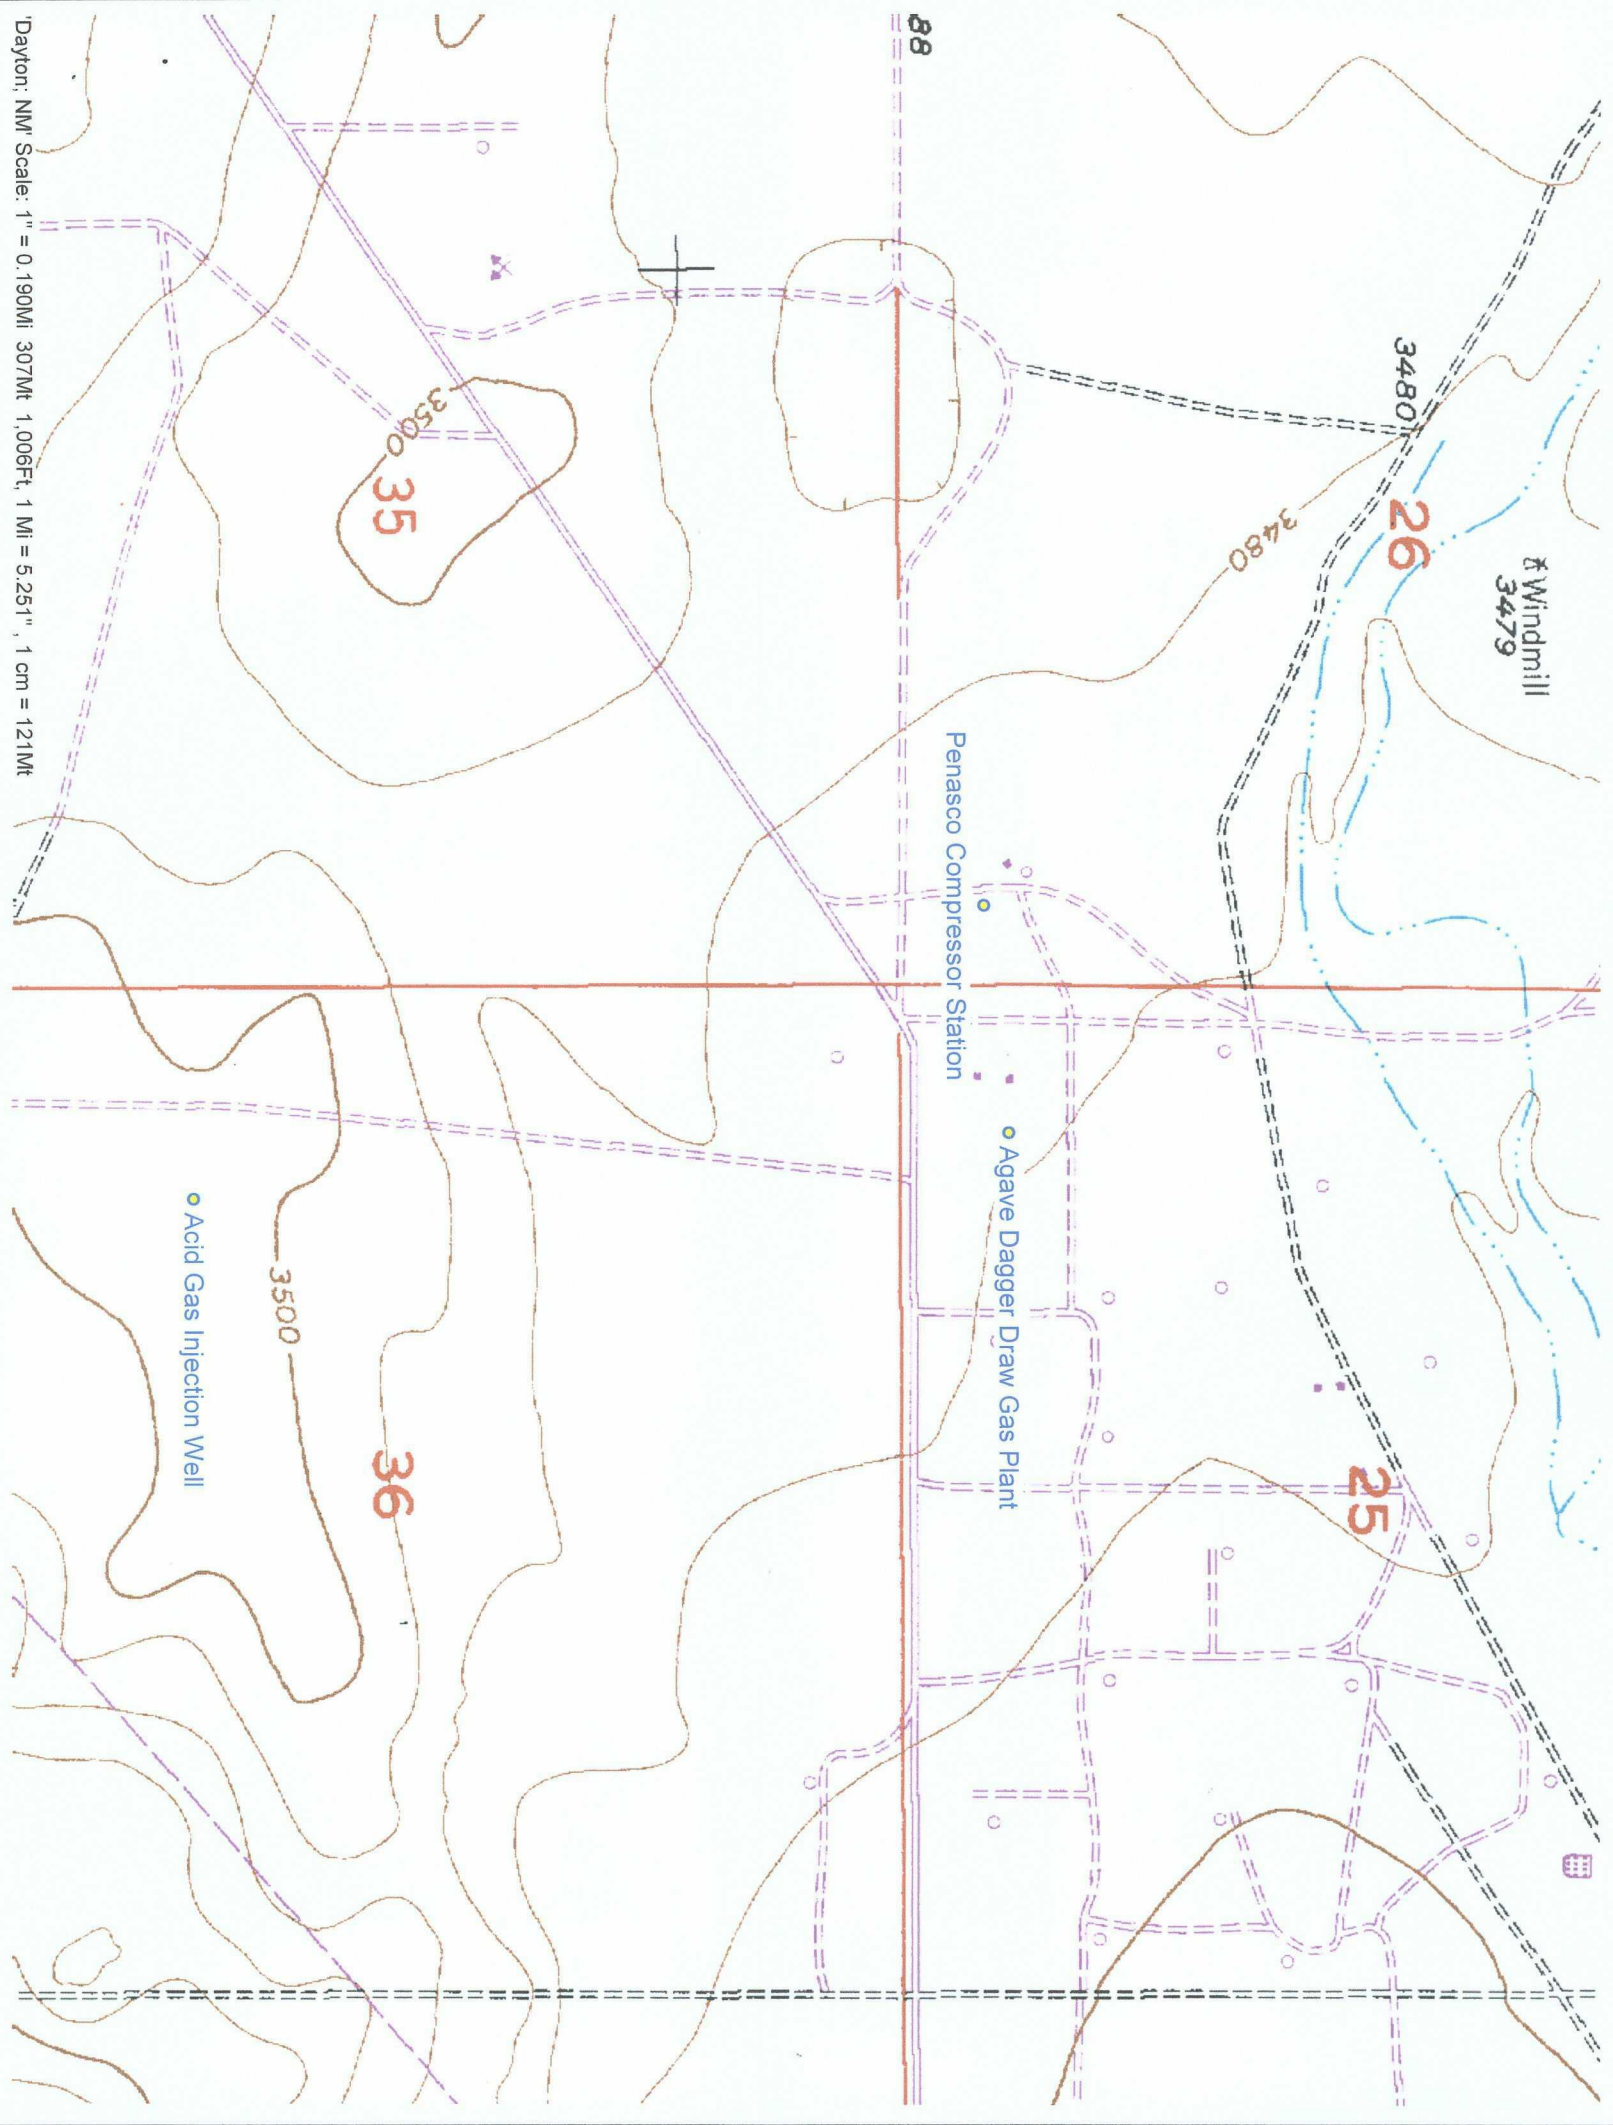 88
3480
26
Windmill
3479
3480
3500
35
Penasco Compressor Station
Agave Dagger Draw Gas Plant
25
3500
36
Acid Gas Injection Well
'Dayton; NM' Scale: 1" = 0.190Mi 307Mt 1,006Ft, 1 Mi = 5.251", 1 cm = 121Mt